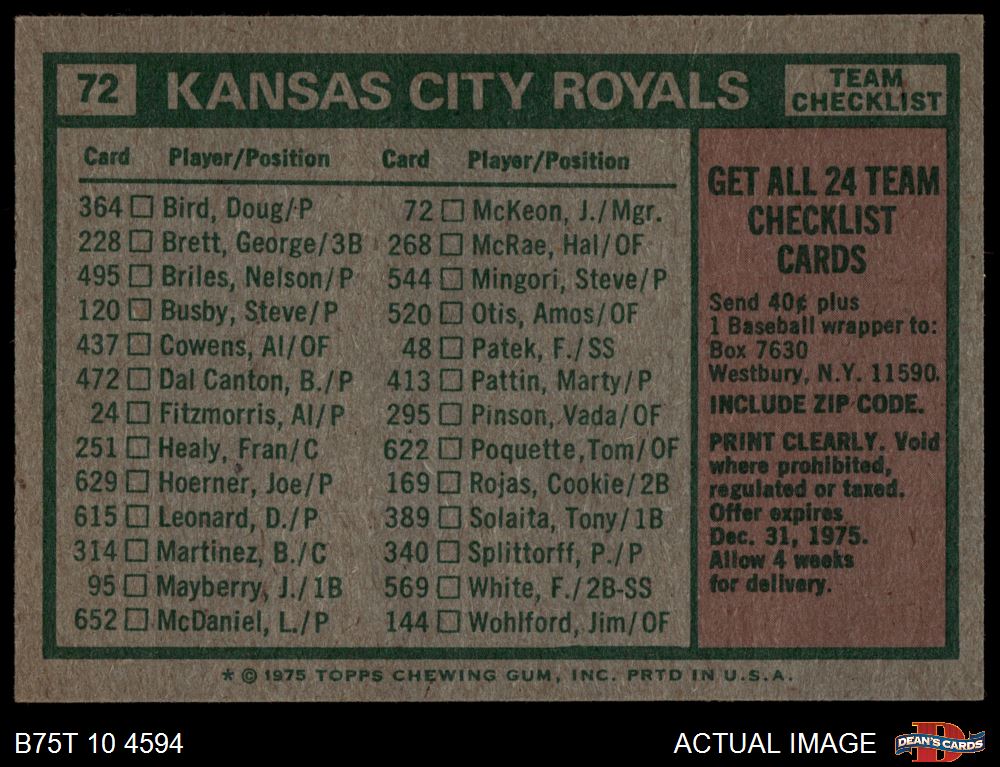 72 KANSAS CITY ROYALS TEAM CHECKLIST
Card Player/Position Card Player/Position
364 □ Bird, Doug/P
228 □ Brett, George/3B
495 □ Briles, Nelson/P
120 □ Busby, Steve/P
437 □ Cowens, Al/OF
472 □ Dal Canton, B./P
24 □ Fitzmorris, Al/P
251 □ Healy, Fran/C
629 □ Hoerner, Joe/P
615 □ Leonard, D./P
314 □ Martinez, B./C
95 □ Mayberry, J./1B
652 □ McDaniel, L./P
72 □ McKeon, J./Mgr.
268 □ McRae, Hal/OF
544 □ Mingori, Steve/P
520 □ Otis, Amos/OF
48 □ Patek, F./SS
413 □ Pattin, Marty/P
295 □ Pinson, Vada/OF
622 □ Poquette,Tom/OF
169 □ Rojas, Cookie/2B
389 □ Solaita, Tony/1B
340 □ Splittorff, P./P
569 □ White, F./2B-SS
144 □ Wohlford, Jim/OF
GET ALL 24 TEAM
CHECKLIST
CARDS
Send 40¢ plus
1 Baseball wrapper to:
Box 7630
Westbury, N.Y. 11590.
INCLUDE ZIP CODE.
PRINT CLEARLY. Void
where prohibited,
regulated or taxed.
Offer expires
Dec. 31, 1975.
Allow 4 weeks
for delivery.
* © 1975 TOPPS CHEWING GUM, INC. PRTD IN U.S.A.
B75T 10 4594
ACTUAL IMAGE
D
DEAN'S CARDS